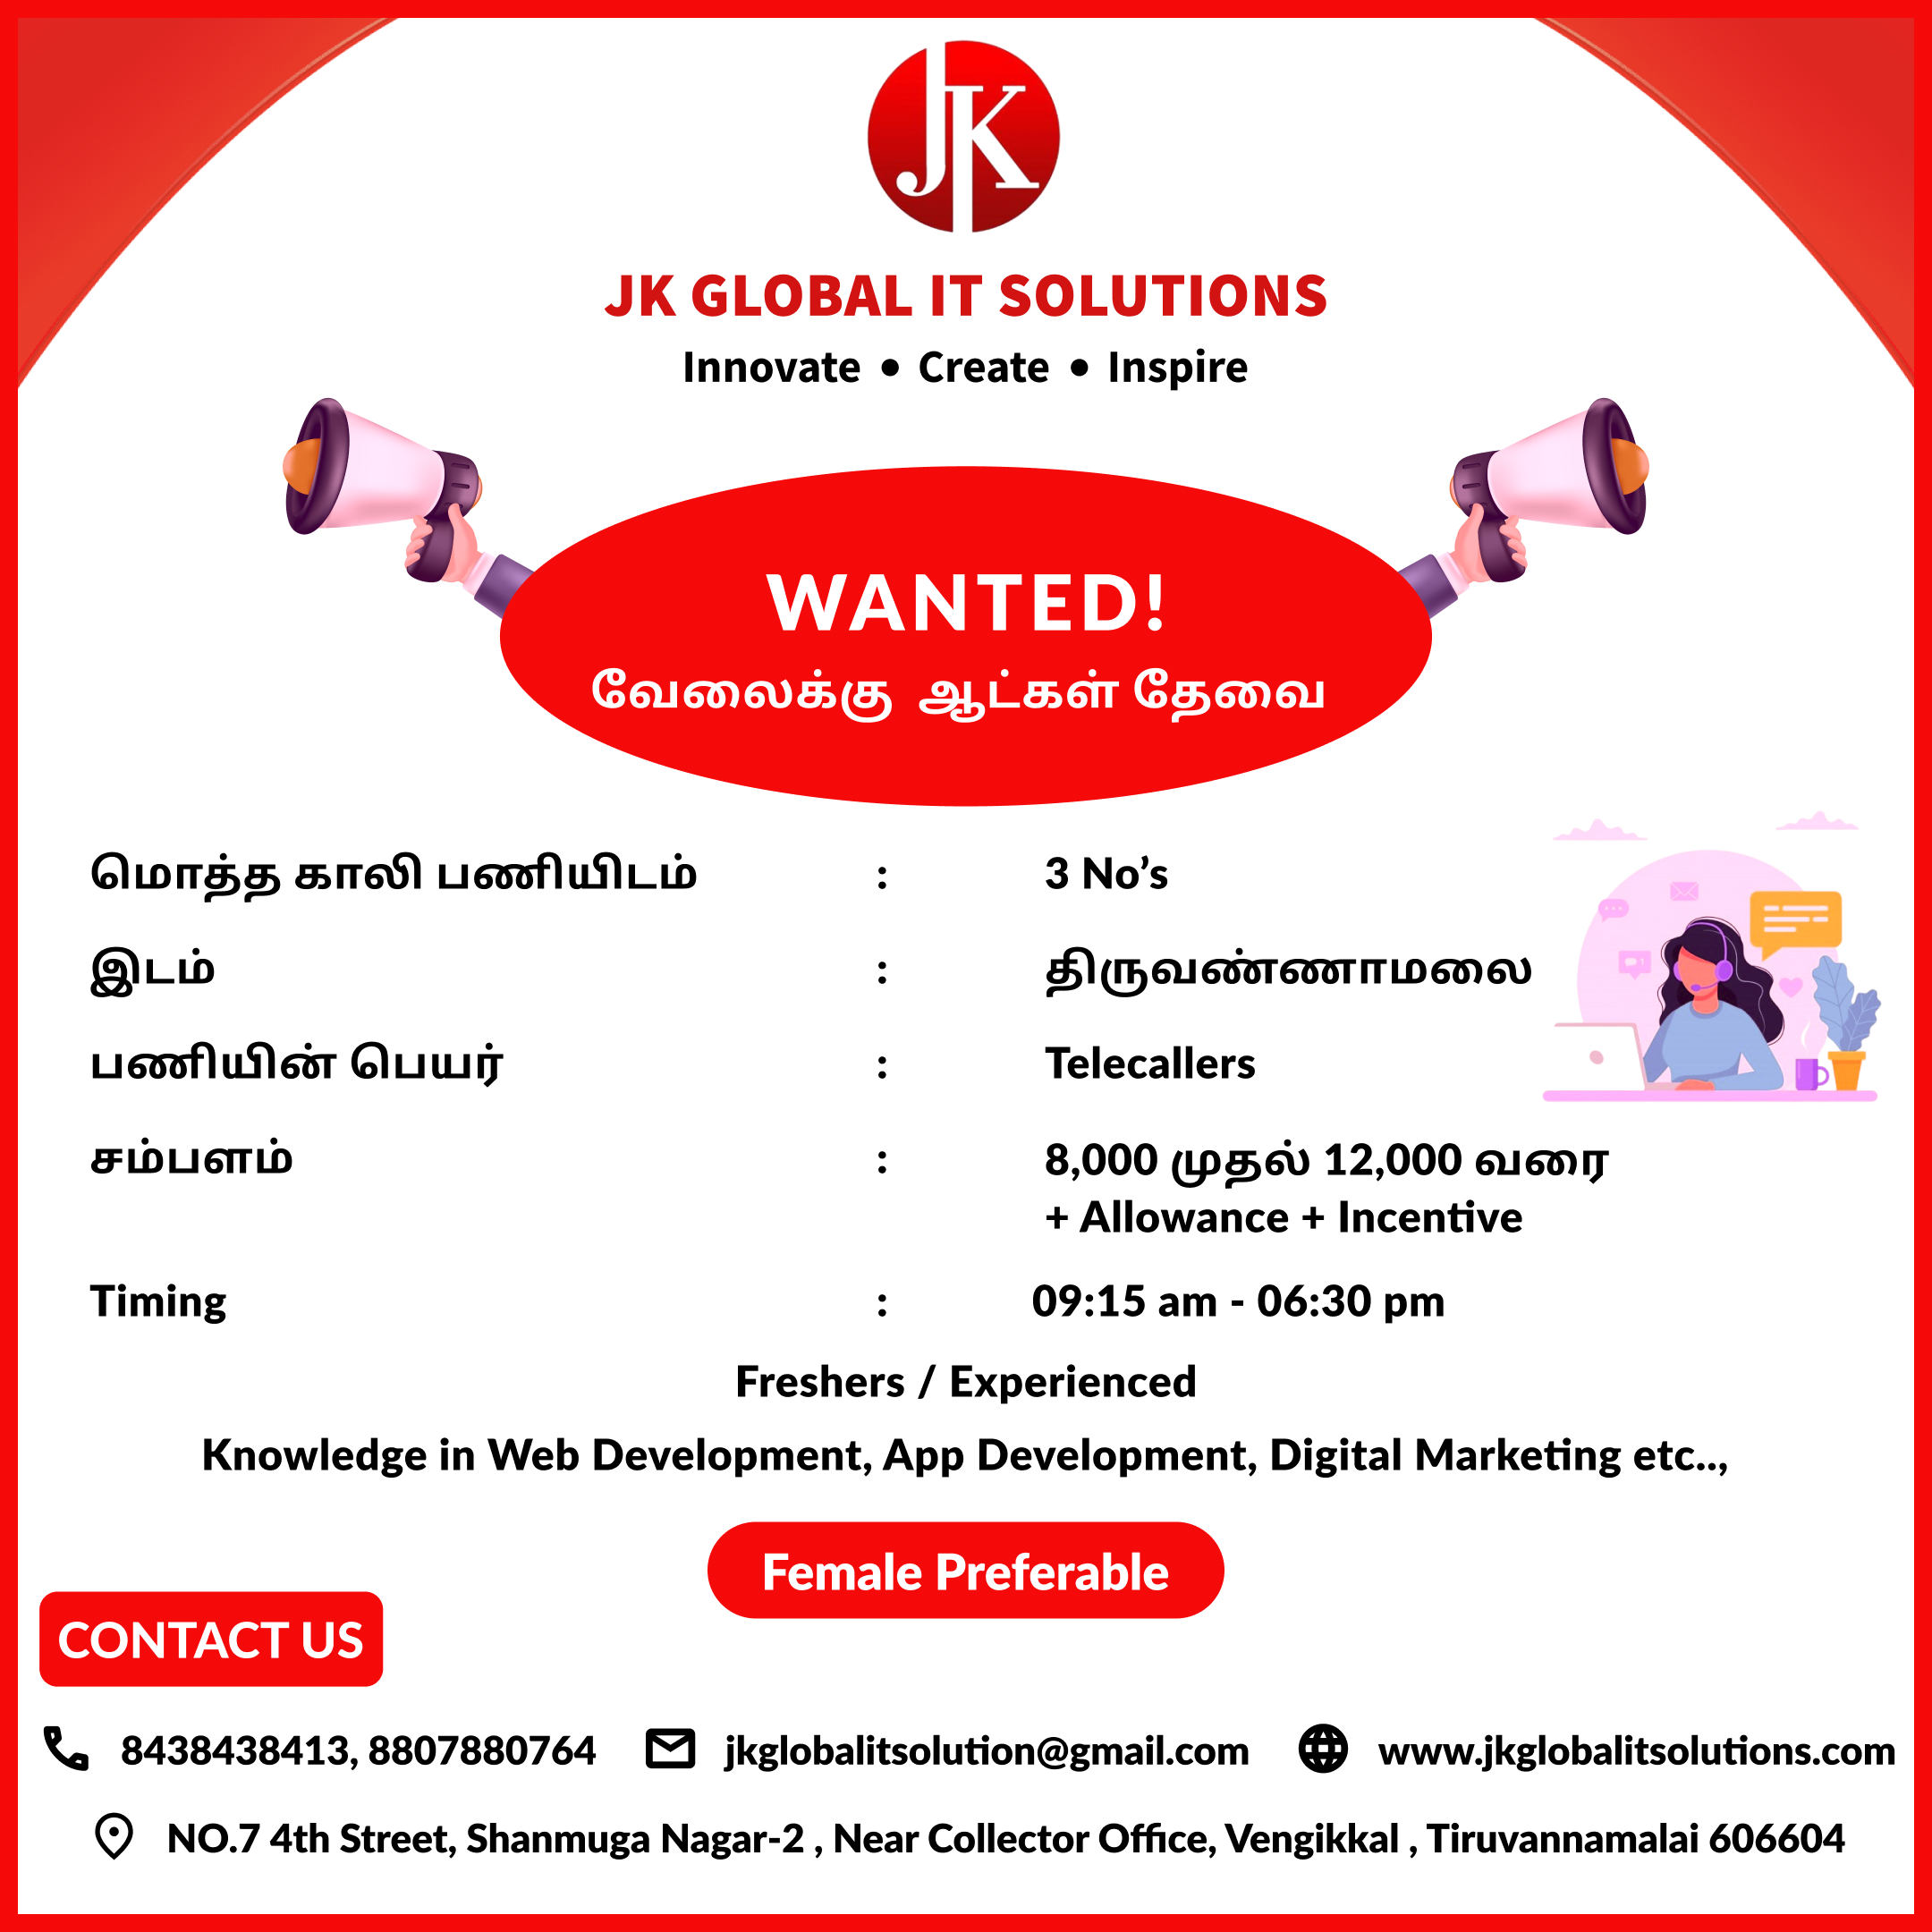 JK
JK GLOBAL IT SOLUTIONS
Innovate • Create • Inspire
WANTED!
வேலைக்கு ஆட்கள் தேவை
மொத்த காலி பணியிடம் : 3 No's
இடம் : திருவண்ணாமலை
பணியின் பெயர் : Telecallers
சம்பளம் : 8,000 முதல் 12,000 வரை
+ Allowance + Incentive
Timing : 09:15 am - 06:30 pm
Freshers / Experienced
Knowledge in Web Development, App Development, Digital Marketing etc..,
Female Preferable
CONTACT US
8438438413, 8807880764 jkglobalitsolution@gmail.com www.jkglobalitsolutions.com
NO.7 4th Street, Shanmuga Nagar-2 , Near Collector Office, Vengikkal , Tiruvannamalai 606604